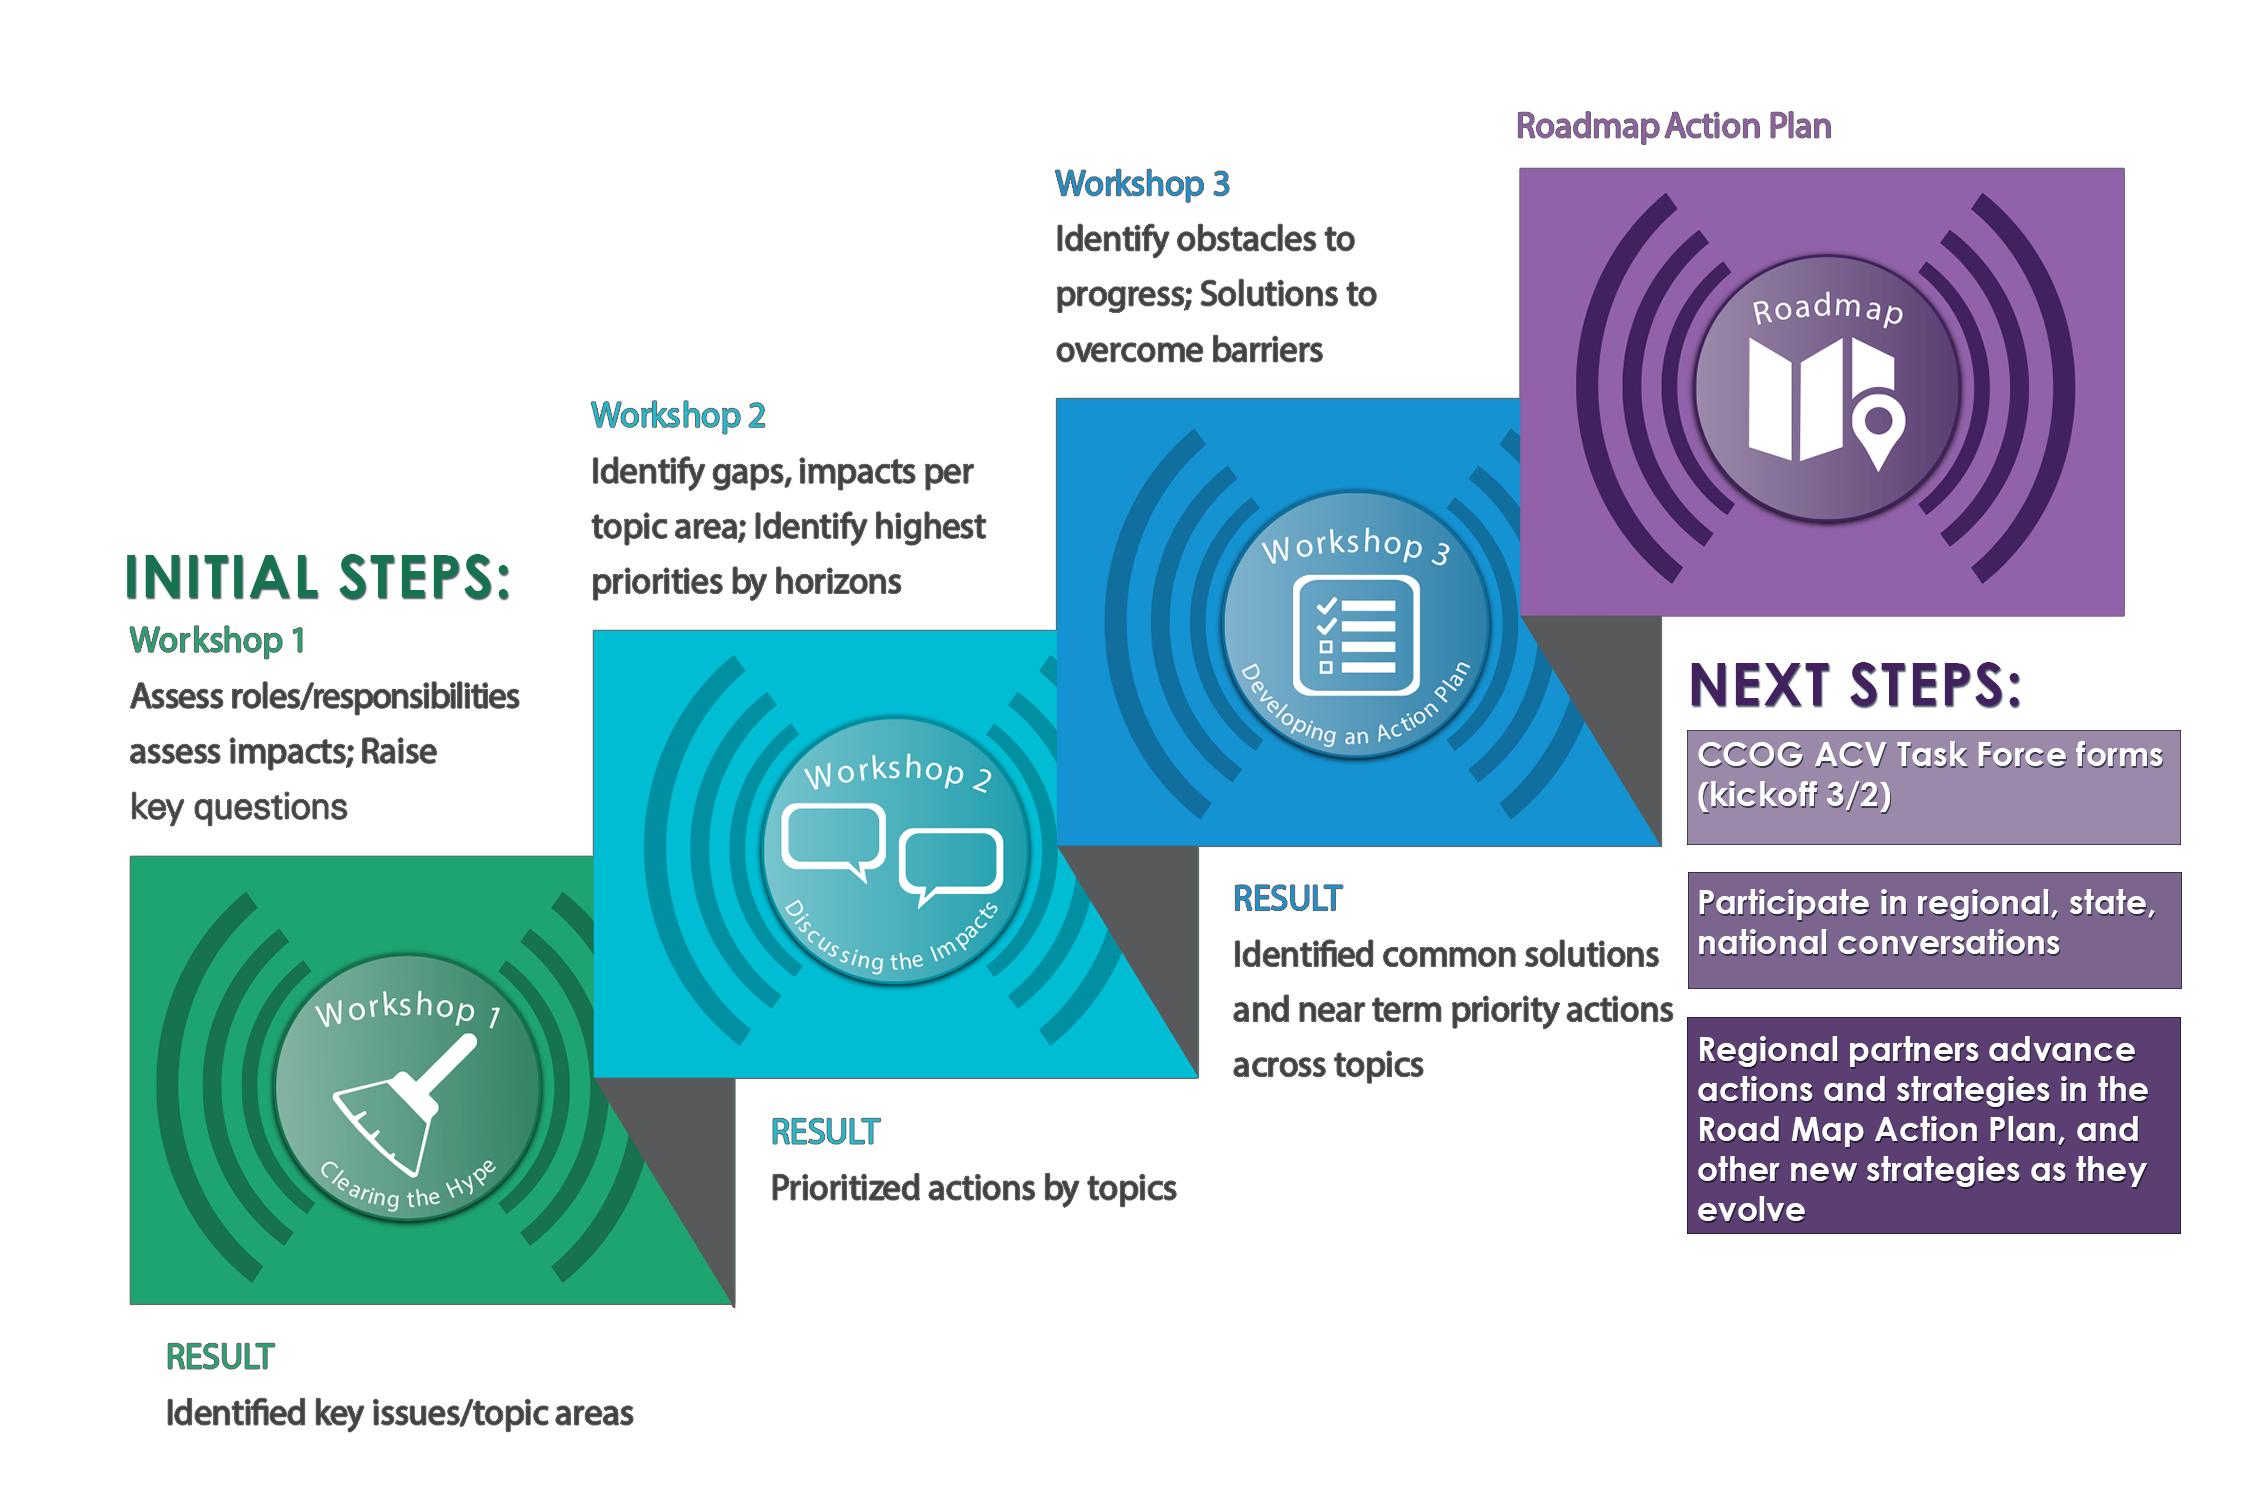 INITIAL STEPS:
Workshop 1
Assess roles/responsibilities
assess impacts; Raise
key questions
Workshop 1
Clearing the Hype
RESULT
Identified key issues/topic areas
Workshop 2
Identify gaps, impacts per
topic area; Identify highest
priorities by horizons
Workshop 2
Discussing the Impacts
RESULT
Prioritized actions by topics
Workshop 3
Identify obstacles to
progress; Solutions to
overcome barriers
Workshop 3
Developing an Action Plan
RESULT
Identified common solutions
and near term priority actions
across topics
Roadmap Action Plan
Roadmap
NEXT STEPS:
CCOG ACV Task Force forms
(kickoff 3/2)
Participate in regional, state,
national conversations
Regional partners advance
actions and strategies in the
Road Map Action Plan, and
other new strategies as they
evolve